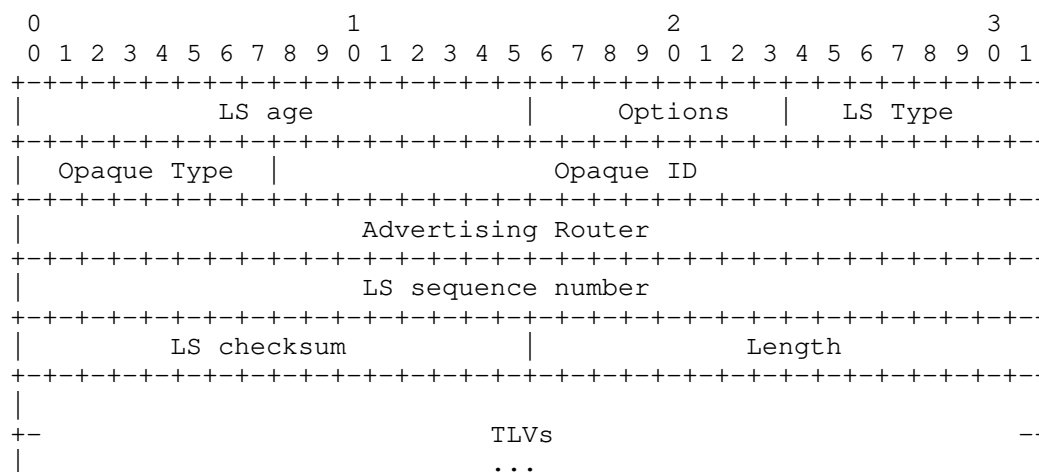 0                   1                   2                   3
 0 1 2 3 4 5 6 7 8 9 0 1 2 3 4 5 6 7 8 9 0 1 2 3 4 5 6 7 8 9 0 1
+-+-+-+-+-+-+-+-+-+-+-+-+-+-+-+-+-+-+-+-+-+-+-+-+-+-+-+-+-+-+-+-
|            LS age             |     Options   |   LS Type
+-+-+-+-+-+-+-+-+-+-+-+-+-+-+-+-+-+-+-+-+-+-+-+-+-+-+-+-+-+-+-+-
|  Opaque Type  |                 Opaque ID
+-+-+-+-+-+-+-+-+-+-+-+-+-+-+-+-+-+-+-+-+-+-+-+-+-+-+-+-+-+-+-+-
|                     Advertising Router
+-+-+-+-+-+-+-+-+-+-+-+-+-+-+-+-+-+-+-+-+-+-+-+-+-+-+-+-+-+-+-+-
|                     LS sequence number
+-+-+-+-+-+-+-+-+-+-+-+-+-+-+-+-+-+-+-+-+-+-+-+-+-+-+-+-+-+-+-+-
|         LS checksum           |             Length
+-+-+-+-+-+-+-+-+-+-+-+-+-+-+-+-+-+-+-+-+-+-+-+-+-+-+-+-+-+-+-+-
|
+-                            TLVs                             -+
|                             ...